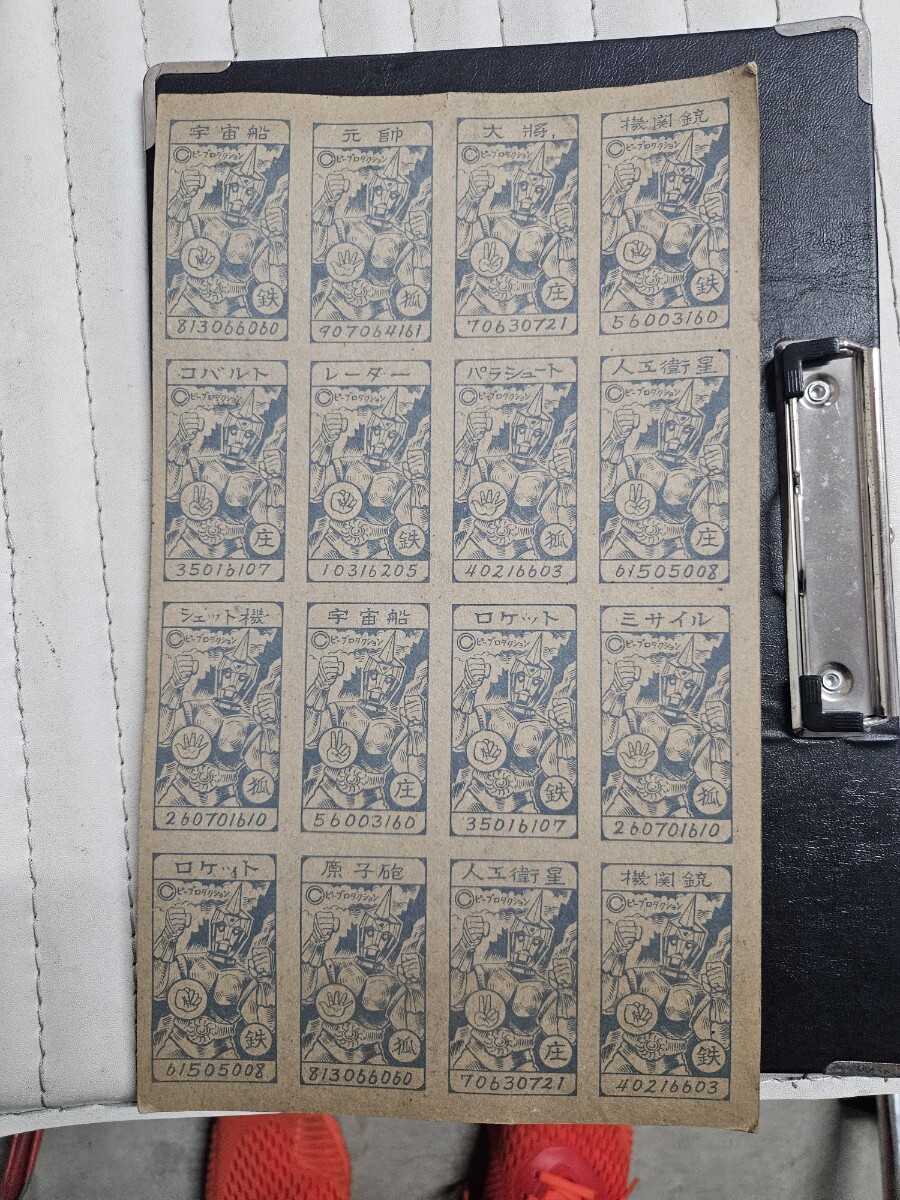 宇宙船
©ピープロダクション
鉄
813066060
元帥
©ピープロダクション
狐
907064161
大将
©ピープロダクション
庄
70630721
機関銃
©ピープロダクション
鉄
56003160
コバルト
©ピープロダクション
庄
35016107
レーダー
©ピープロダクション
鉄
10316205
パラシュート
©ピープロダクション
狐
40216603
人工衛星
©ピープロダクション
庄
61505008
ジェット機
©ピープロダクション
狐
260701610
宇宙船
©ピープロダクション
庄
56003160
ロケット
©ピープロダクション
鉄
35016107
ミサイル
©ピープロダクション
狐
260701610
ロケット
©ピープロダクション
鉄
61505008
原子砲
©ピープロダクション
狐
813066060
人工衛星
©ピープロダクション
庄
70630721
機関銃
©ピープロダクション
鉄
40216603